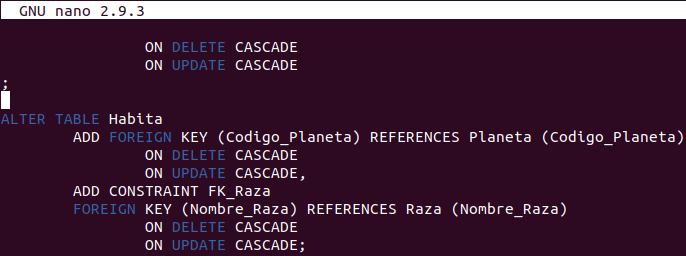 GNU nano 2.9.3
ON DELETE CASCADE
ON UPDATE CASCADE
;
ALTER TABLE Habita
ADD FOREIGN KEY (Codigo_Planeta) REFERENCES Planeta (Codigo_Planeta)
ON DELETE CASCADE
ON UPDATE CASCADE,
ADD CONSTRAINT FK_Raza
FOREIGN KEY (Nombre_Raza) REFERENCES Raza (Nombre_Raza)
ON DELETE CASCADE
ON UPDATE CASCADE;